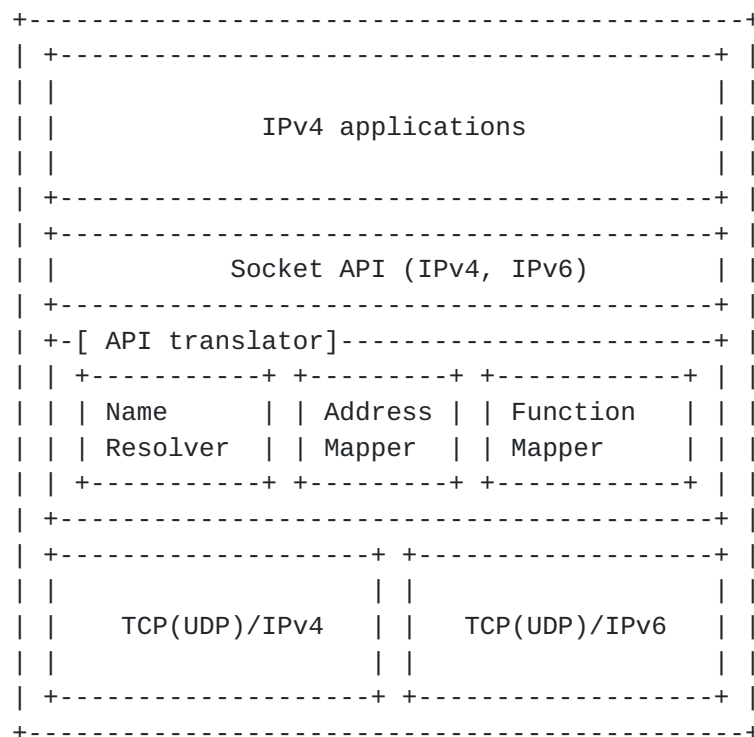 IPv4 applications
Socket API (IPv4, IPv6)
[ API translator]
Name Address Function
Resolver Mapper Mapper
TCP(UDP)/IPv4 TCP(UDP)/IPv6